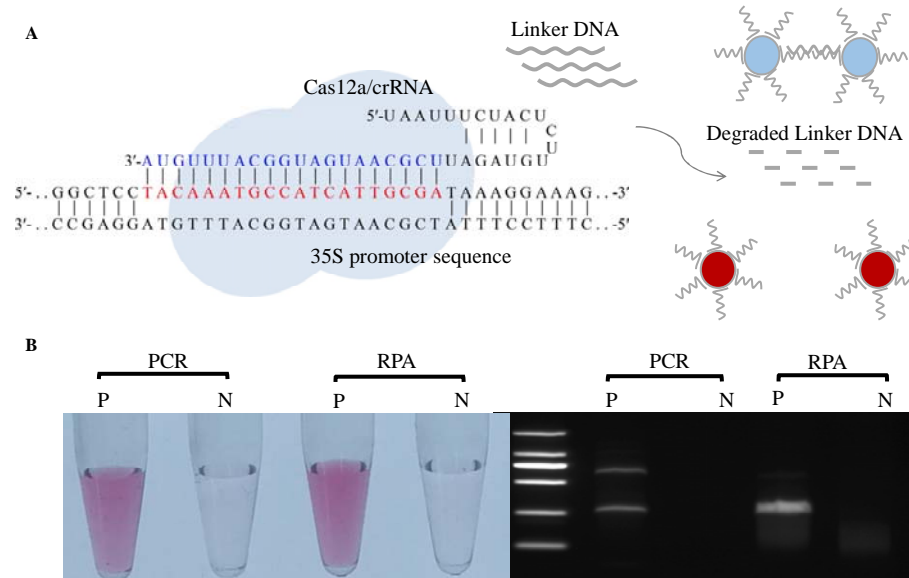 A
Linker DNA
Cas12a/crRNA
5'-UAAUUUCUACU
C
U
3'-AUGUUUACGGUAGUAACGCUUAGAUGU
U
5'-..GGCTCCTACAAATGCCATCATTGCGATAAAGGAAAG..-3'
3'-..CCGAGGATGTTTACGGTAGTAACGCTATTTCCTTTC..-5'
35S promoter sequence
Degraded Linker DNA
B
PCR RPA PCR RPA
P N P N P N P N